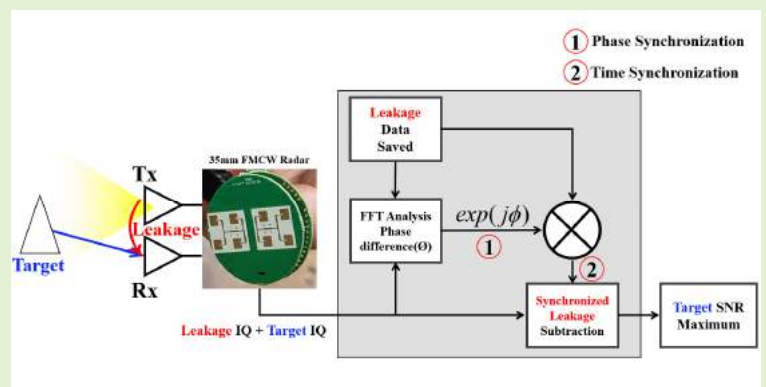 1 Phase Synchronization
2 Time Synchronization
Leakage
Data
Saved
35mm FMCW Radar
Tx
Leakage
Target
Rx
FFT Analysis
Phase
difference(Ø)
exp(jϕ)
1
2
Synchronized
Leakage
Subtraction
Target SNR
Maximum
Leakage IQ + Target IQ